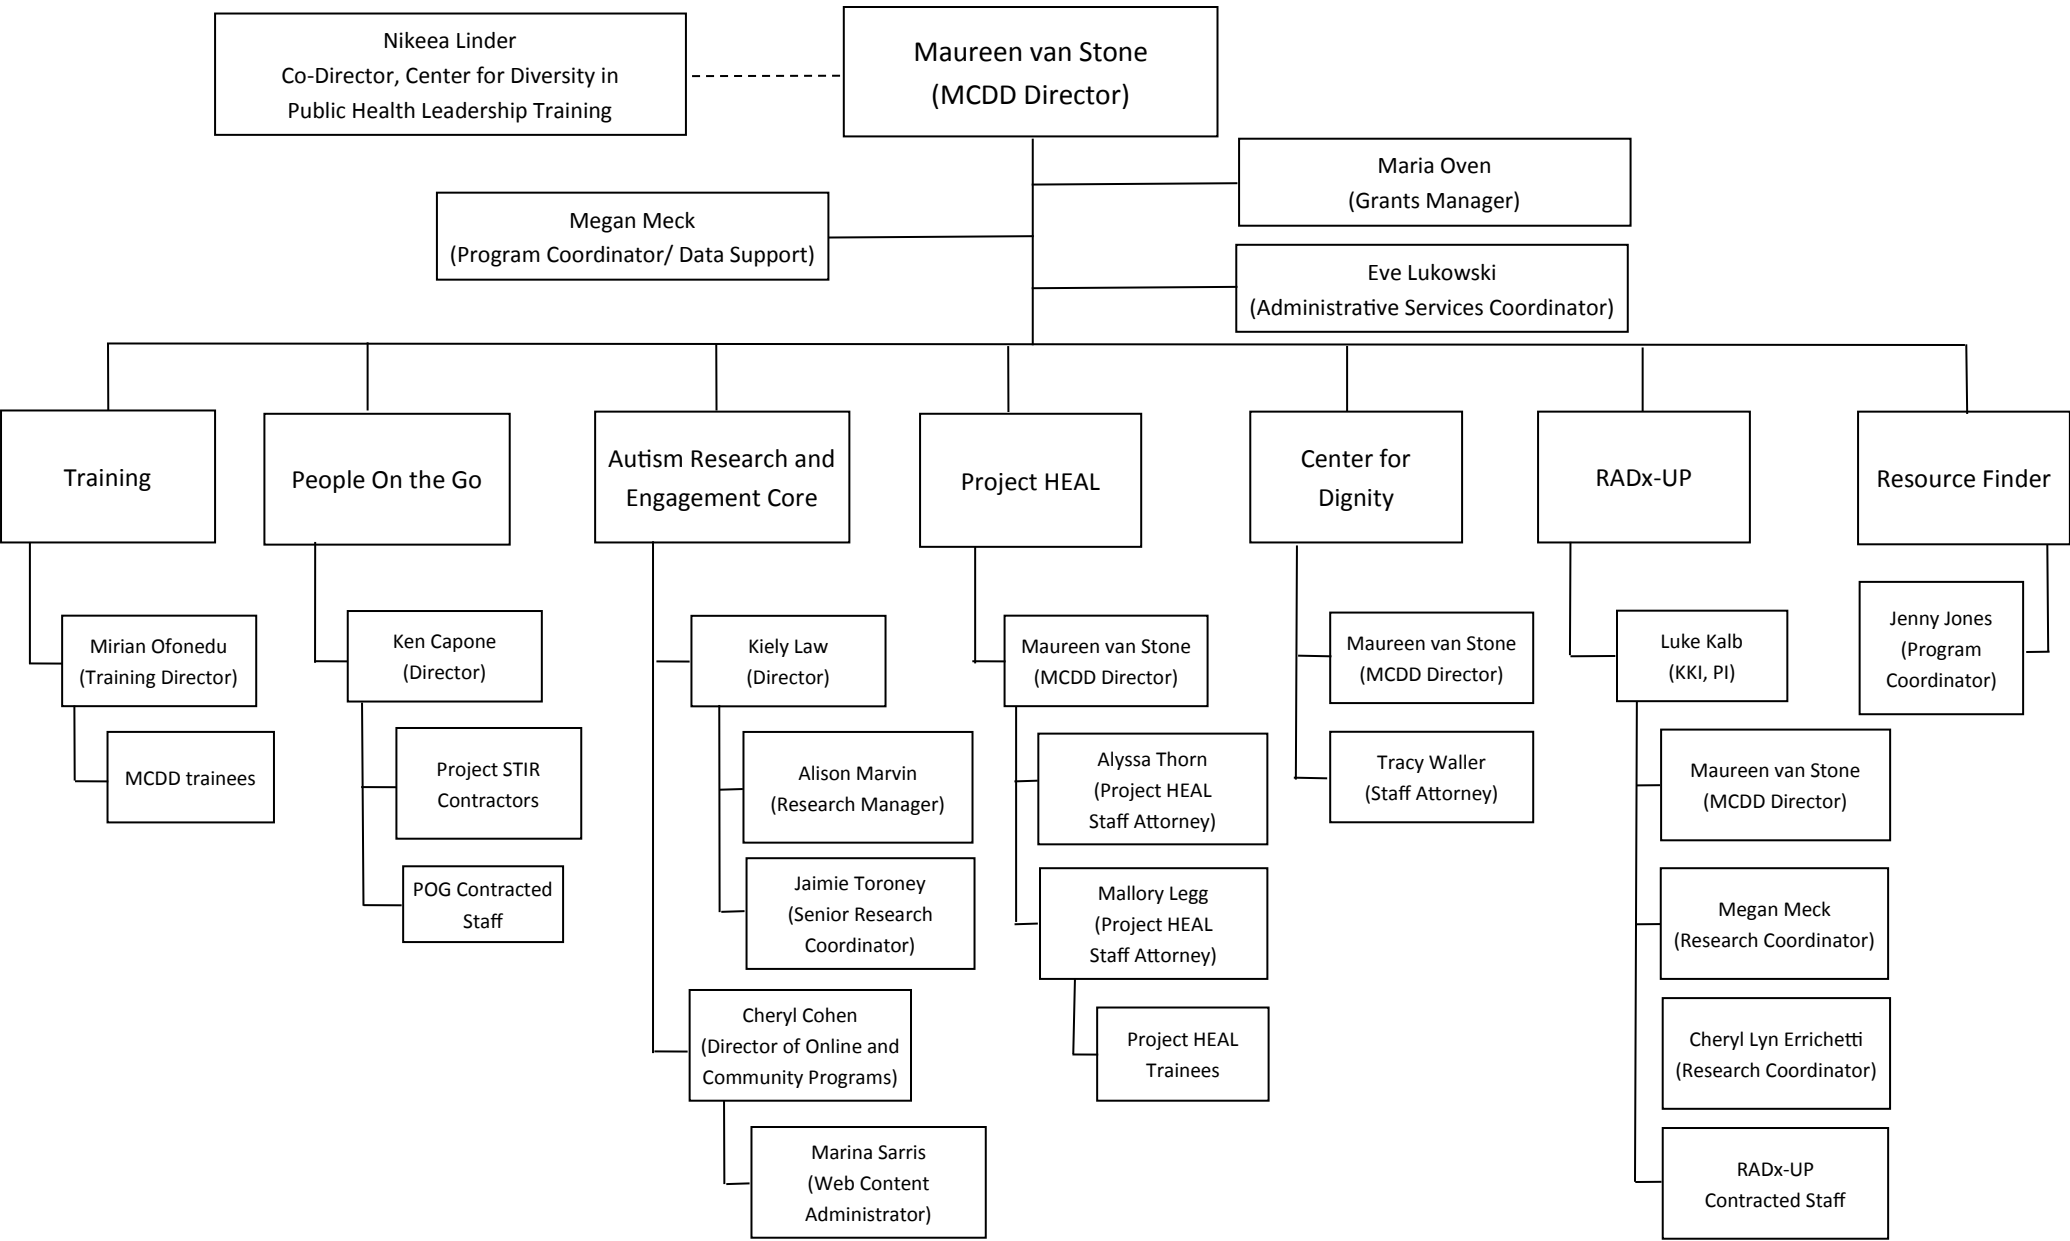 Nikeea Linder
Co-Director, Center for Diversity in
Public Health Leadership Training
Maureen van Stone
(MCDD Director)
Maria Oven
(Grants Manager)
Megan Meck
(Program Coordinator/ Data Support)
Eve Lukowski
(Administrative Services Coordinator)
Training
People On the Go
Autism Research and
Engagement Core
Project HEAL
Center for
Dignity
RADx-UP
Resource Finder
Mirian Ofonedu
(Training Director)
MCDD trainees
Ken Capone
(Director)
Project STIR
Contractors
POG Contracted
Staff
Kiely Law
(Director)
Alison Marvin
(Research Manager)
Jaimie Toroney
(Senior Research
Coordinator)
Cheryl Cohen
(Director of Online and
Community Programs)
Marina Sarris
(Web Content
Administrator)
Maureen van Stone
(MCDD Director)
Alyssa Thorn
(Project HEAL
Staff Attorney)
Mallory Legg
(Project HEAL
Staff Attorney)
Project HEAL
Trainees
Maureen van Stone
(MCDD Director)
Tracy Waller
(Staff Attorney)
Luke Kalb
(KKI, PI)
Maureen van Stone
(MCDD Director)
Megan Meck
(Research Coordinator)
Cheryl Lyn Errichetti
(Research Coordinator)
RADx-UP
Contracted Staff
Jenny Jones
(Program
Coordinator)